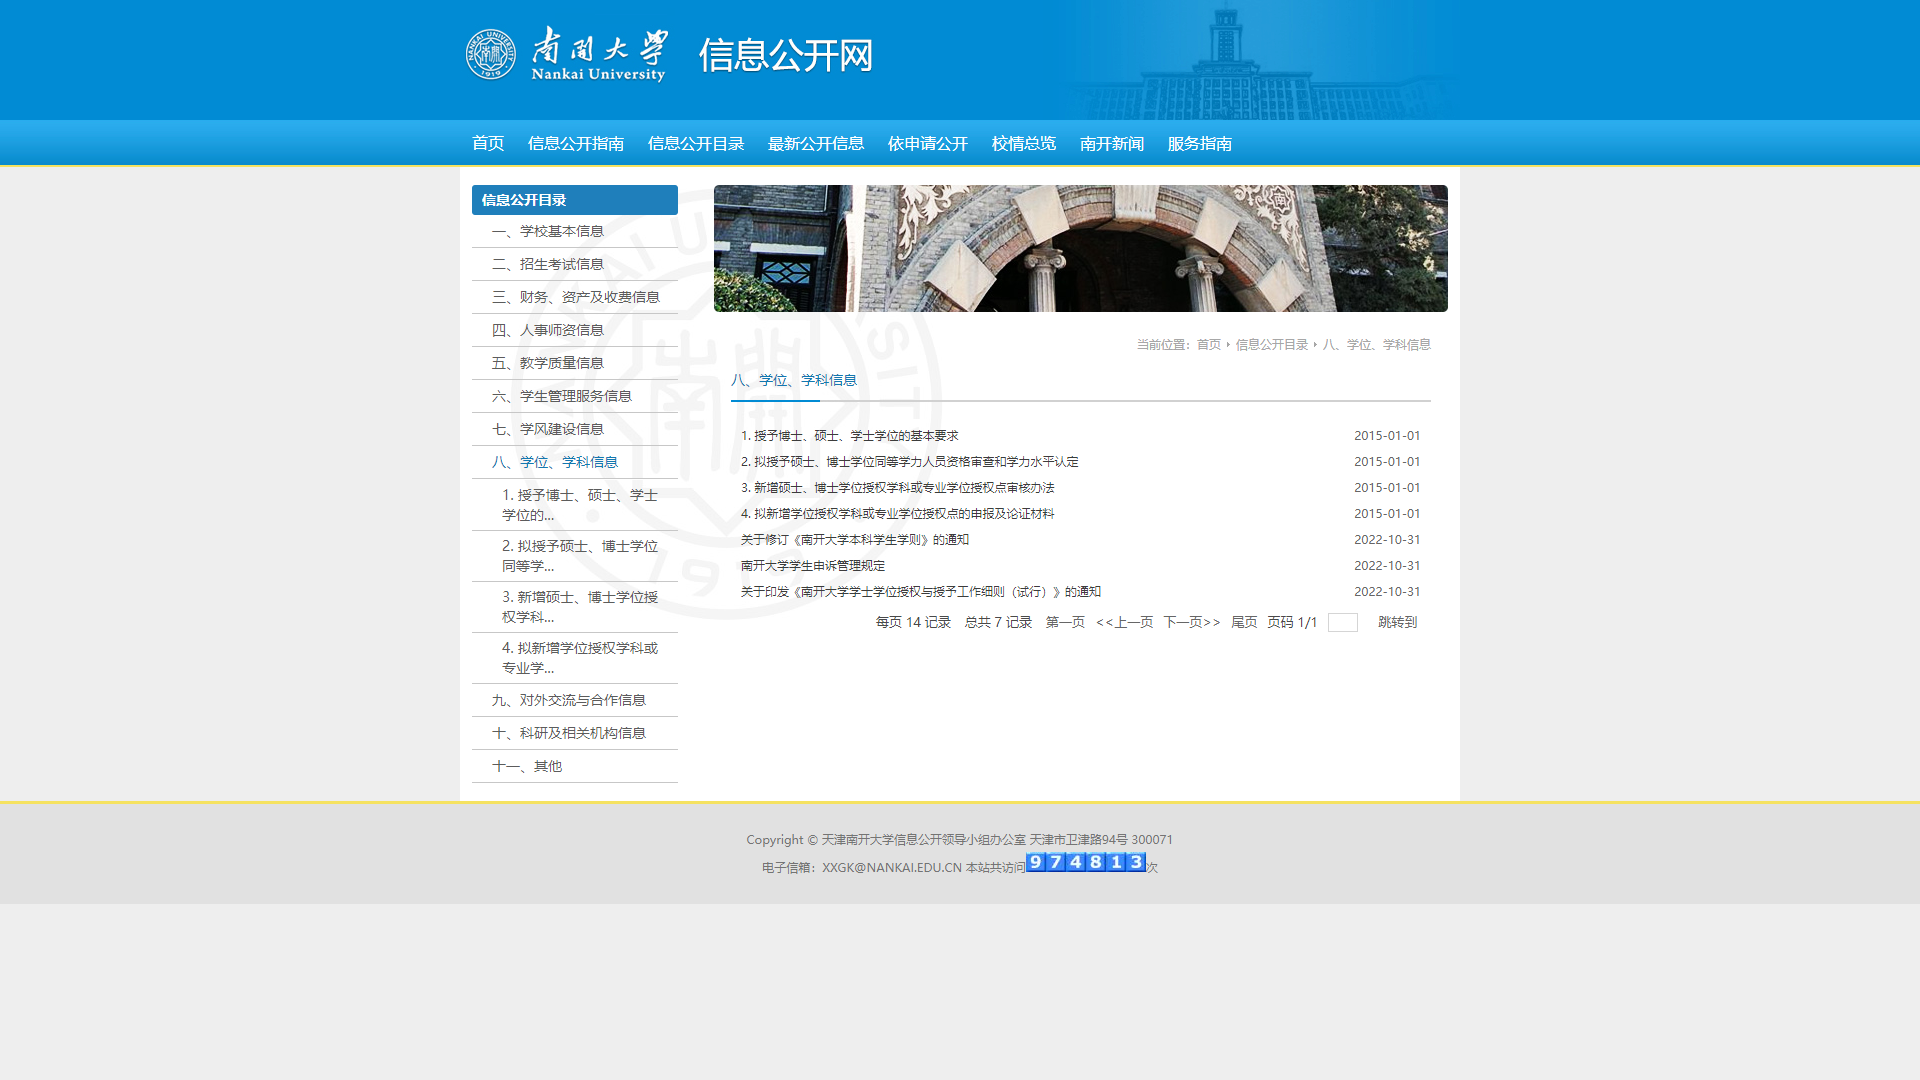 南开大学
Nankai University
信息公开网
首页 信息公开指南 信息公开目录 最新公开信息 依申请公开 校情总览 南开新闻 服务指南
信息公开目录
一、学校基本信息
二、招生考试信息
三、财务、资产及收费信息
四、人事师资信息
五、教学质量信息
六、学生管理服务信息
七、学风建设信息
八、学位、学科信息
1. 授予博士、硕士、学士
学位的...
2. 拟授予硕士、博士学位
同等学...
3. 新增硕士、博士学位授
权学科...
4. 拟新增学位授权学科或
专业学...
九、对外交流与合作信息
十、科研及相关机构信息
十一、其他
当前位置： 首页 信息公开目录 八、学位、学科信息
八、学位、学科信息
1. 授予博士、硕士、学士学位的基本要求 2015-01-01
2. 拟授予硕士、博士学位同等学力人员资格审查和学力水平认定 2015-01-01
3. 新增硕士、博士学位授权学科或专业学位授权点审核办法 2015-01-01
4. 拟新增学位授权学科或专业学位授权点的申报及论证材料 2015-01-01
关于修订《南开大学本科学生学则》的通知 2022-10-31
南开大学学生申诉管理规定 2022-10-31
关于印发《南开大学学士学位授权与授予工作细则（试行）》的通知 2022-10-31
每页 14 记录 总共 7 记录 第一页 <<上一页 下一页>> 尾页 页码 1/1 跳转到
Copyright © 天津南开大学信息公开领导小组办公室 天津市卫津路94号 300071
电子信箱：XXGK@NANKAI.EDU.CN 本站共访问974813次